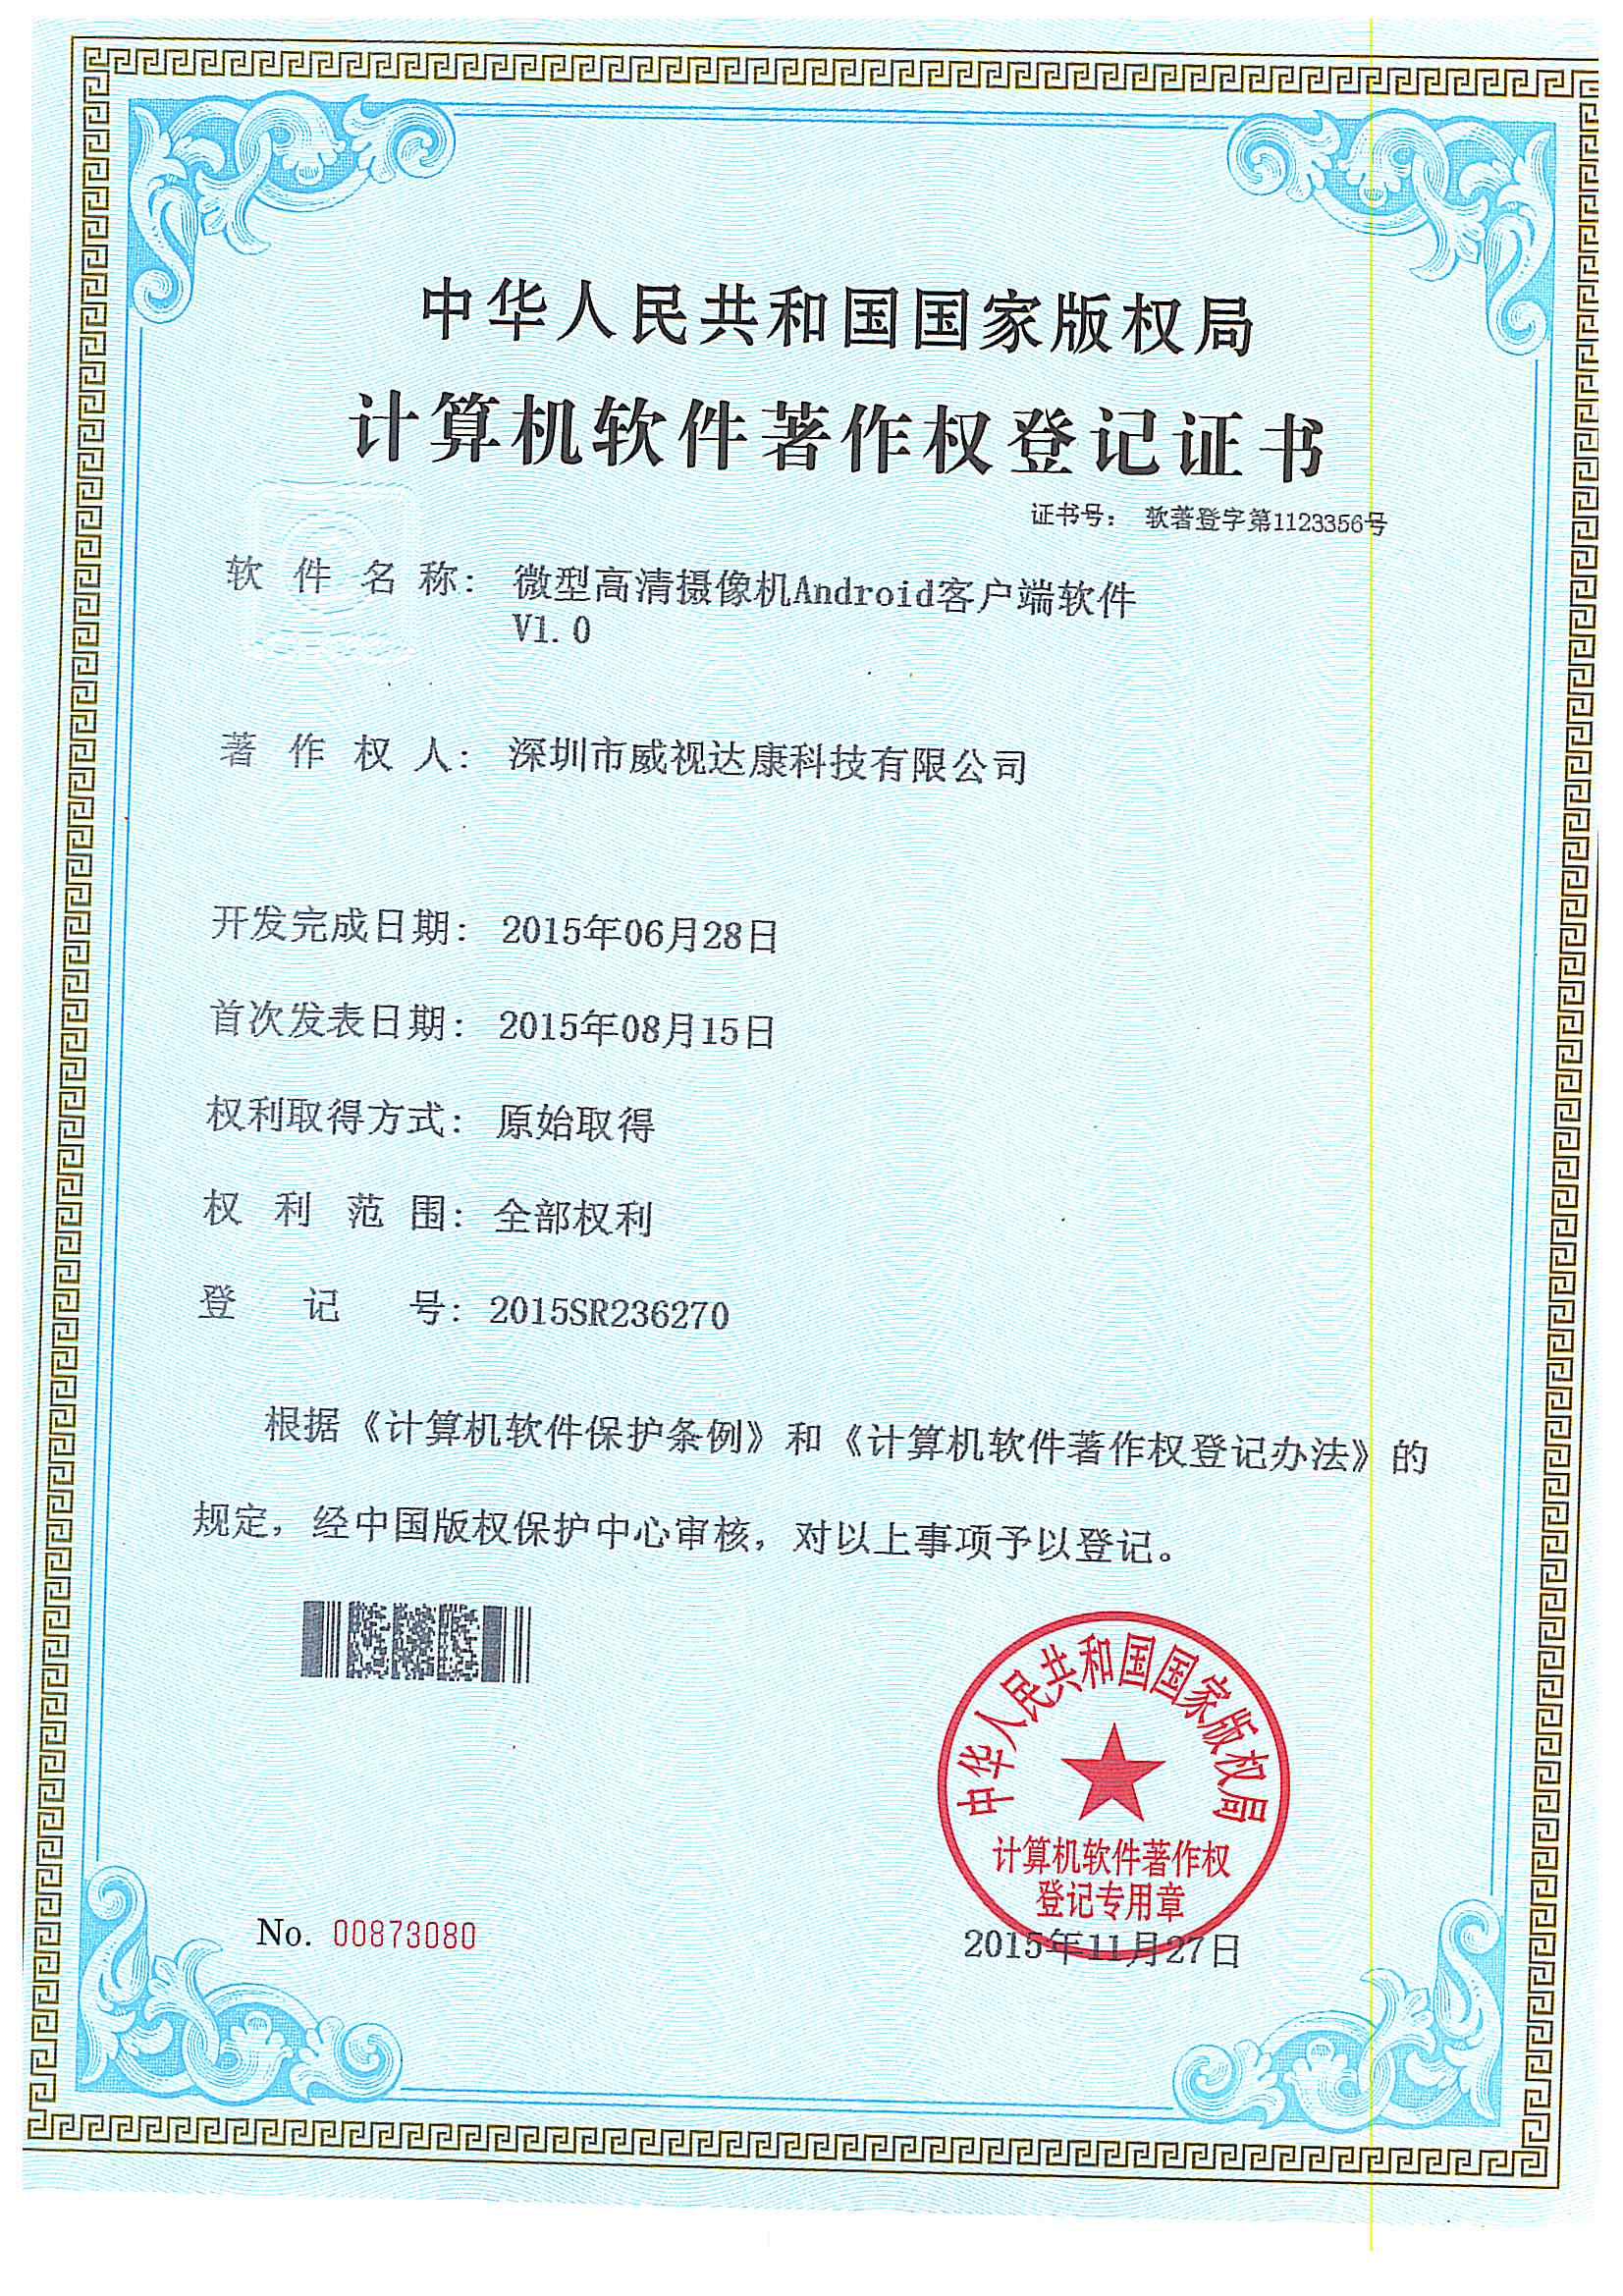 中华人民共和国国家版权局
计算机软件著作权登记证书
证书号： 软著登字第1123356号
软件名称： 微型高清摄像机Android客户端软件
V1.0
著作权人： 深圳市威视达康科技有限公司
开发完成日期： 2015年06月28日
首次发表日期： 2015年08月15日
权利取得方式： 原始取得
权利范围： 全部权利
登记号： 2015SR236270
根据《计算机软件保护条例》和《计算机软件著作权登记办法》的
规定，经中国版权保护中心审核，对以上事项予以登记。
中华人民共和国国家版权局
计算机软件著作权
登记专用章
No. 00873080
2015年11月27日